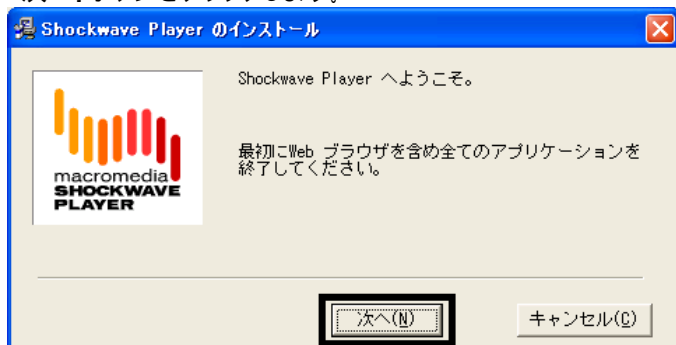 Shockwave Player のインストール
Shockwave Player へようこそ。
最初にWeb ブラウザを含め全てのアプリケーションを
終了してください。
macromedia
SHOCKWAVE
PLAYER
次へ(N)
キャンセル(C)